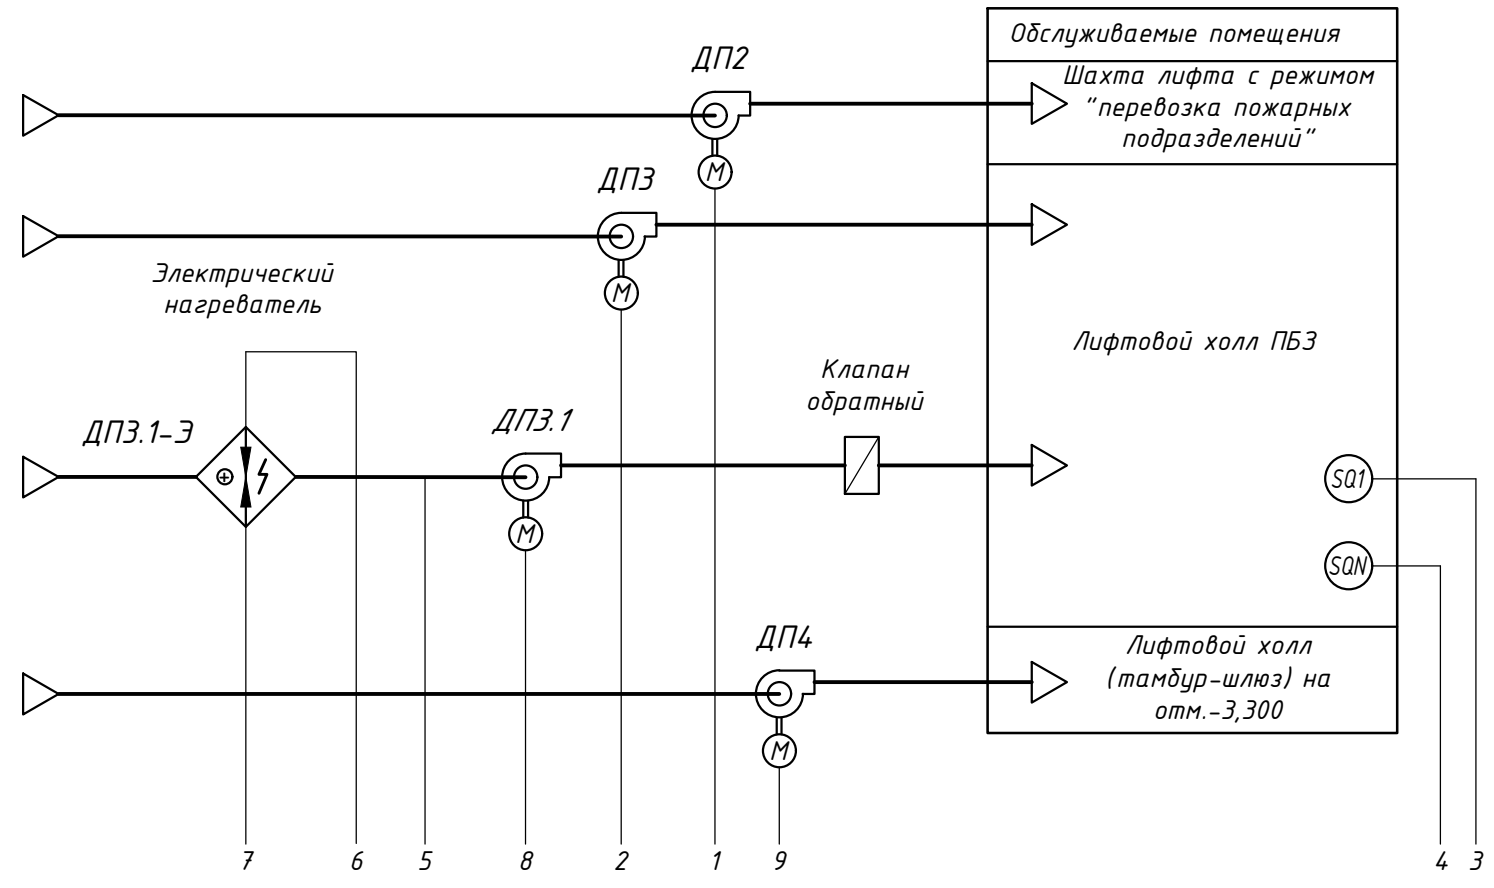 Обслуживаемые помещения
ДП2
Шахта лифта с режимом
"перевозка пожарных
подразделений"
М
ДП3
М
Электрический
нагреватель
Лифтовой холл ПБЗ
Клапан
обратный
ДП3.1-Э
ДП3.1
SQ1
М
SQN
ДП4
Лифтовой холл
(тамбур-шлюз) на
отм.-3,300
М
7 6 5 8 2 1 9 4 3